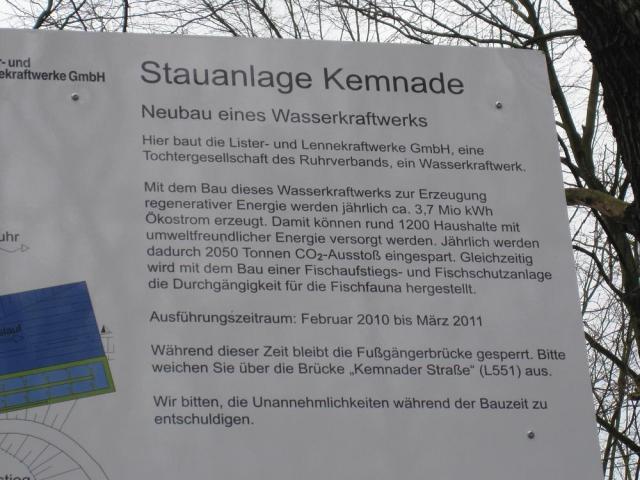 r- und
nekraftwerke GmbH
Stauanlage Kemnade
Neubau eines Wasserkraftwerks
Hier baut die Lister- und Lennekraftwerke GmbH, eine
Tochtergesellschaft des Ruhrverbands, ein Wasserkraftwerk.
Mit dem Bau dieses Wasserkraftwerks zur Erzeugung
regenerativer Energie werden jährlich ca. 3,7 Mio kWh
Ökostrom erzeugt. Damit können rund 1200 Haushalte mit
umweltfreundlicher Energie versorgt werden. Jährlich werden
dadurch 2050 Tonnen CO₂-Ausstoß eingespart. Gleichzeitig
wird mit dem Bau einer Fischaufstiegs- und Fischschutzanlage
die Durchgängigkeit für die Fischfauna hergestellt.
Ausführungszeitraum: Februar 2010 bis März 2011
Während dieser Zeit bleibt die Fußgängerbrücke gesperrt. Bitte
weichen Sie über die Brücke „Kemnader Straße" (L551) aus.
Wir bitten, die Unannehmlichkeiten während der Bauzeit zu
entschuldigen.
uhr
slauf
stieg